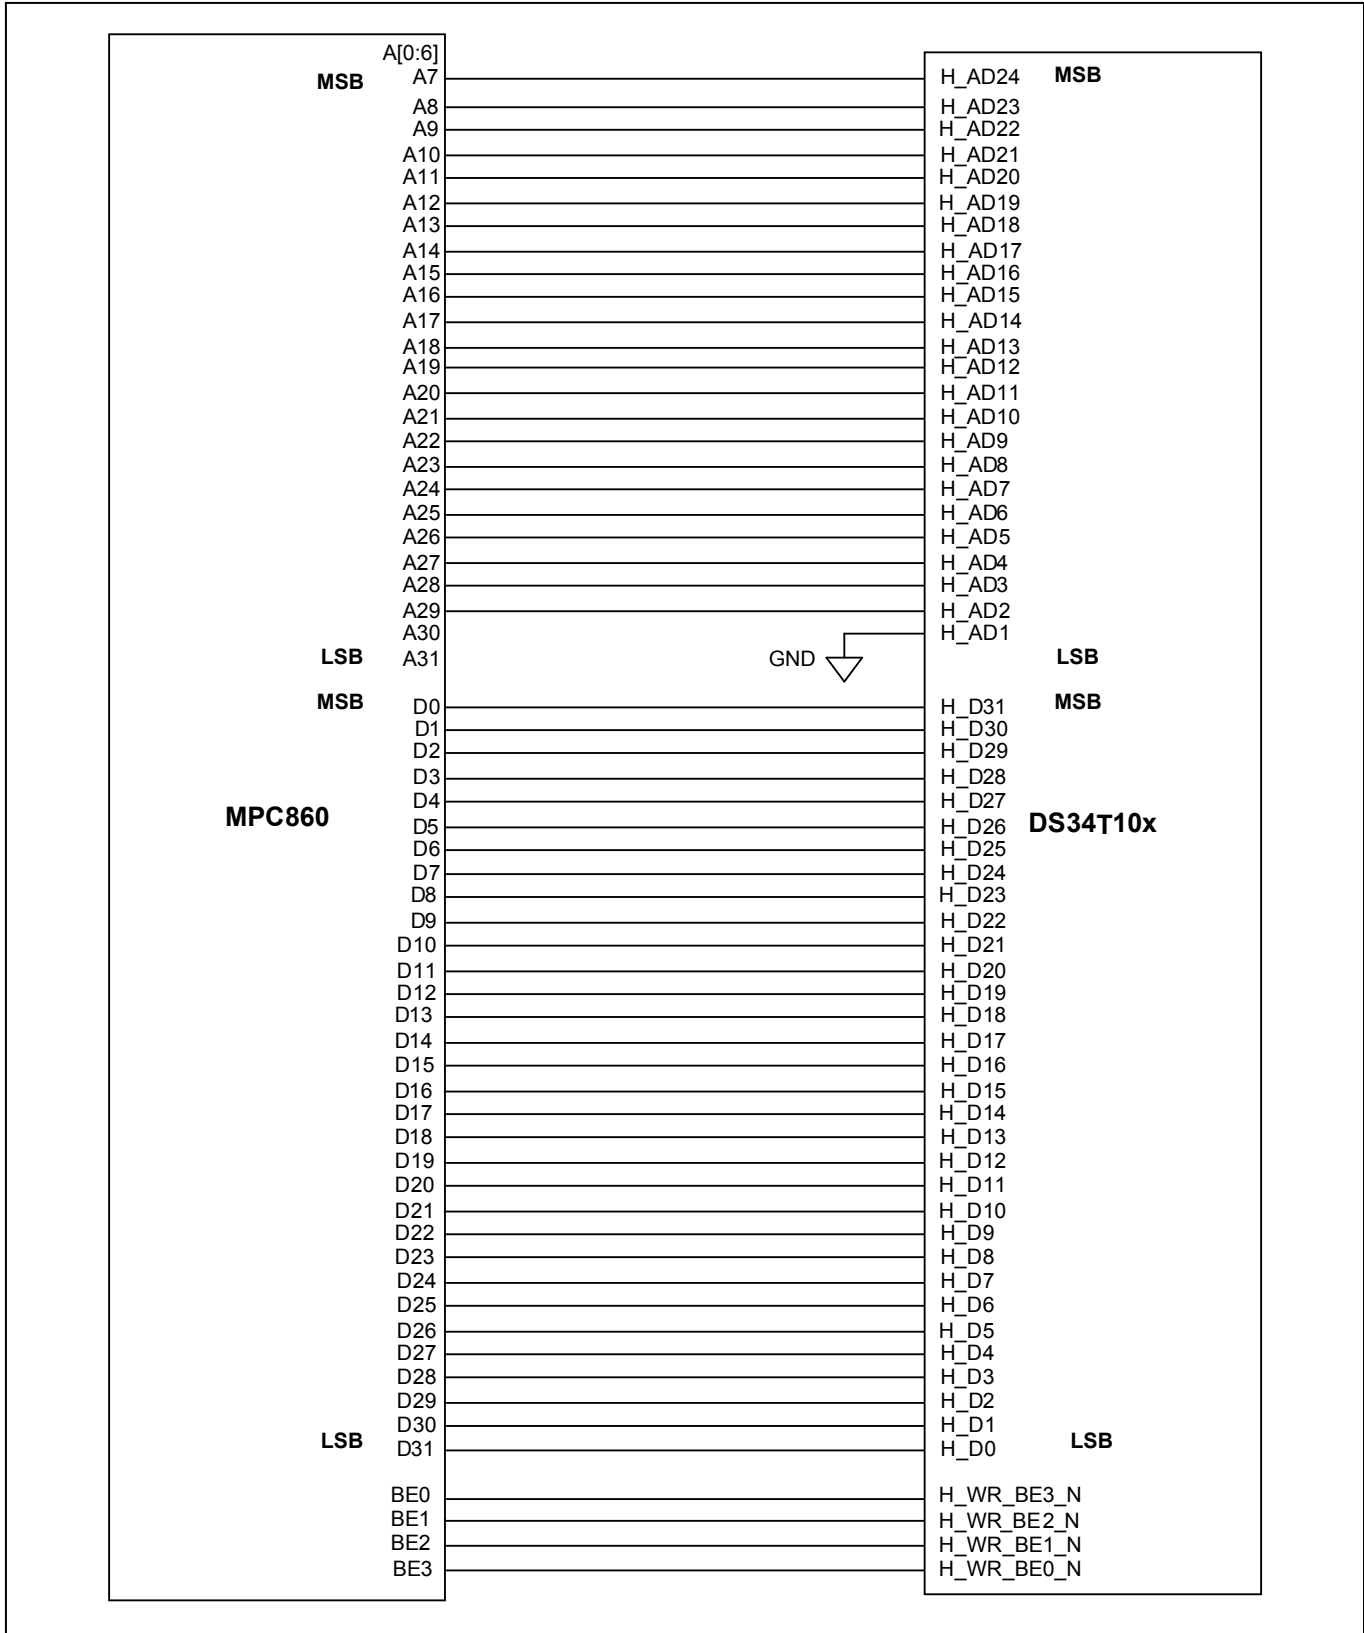 A[0:6]
MSB A7 H_AD24 MSB
A8 H_AD23
A9 H_AD22
A10 H_AD21
A11 H_AD20
A12 H_AD19
A13 H_AD18
A14 H_AD17
A15 H_AD16
A16 H_AD15
A17 H_AD14
A18 H_AD13
A19 H_AD12
A20 H_AD11
A21 H_AD10
A22 H_AD9
A23 H_AD8
A24 H_AD7
A25 H_AD6
A26 H_AD5
A27 H_AD4
A28 H_AD3
A29 H_AD2
A30 H_AD1
LSB A31 GND LSB
MSB D0 H_D31 MSB
D1 H_D30
D2 H_D29
D3 H_D28
D4 H_D27
MPC860 DS34T10x
D5 H_D26
D6 H_D25
D7 H_D24
D8 H_D23
D9 H_D22
D10 H_D21
D11 H_D20
D12 H_D19
D13 H_D18
D14 H_D17
D15 H_D16
D16 H_D15
D17 H_D14
D18 H_D13
D19 H_D12
D20 H_D11
D21 H_D10
D22 H_D9
D23 H_D8
D24 H_D7
D25 H_D6
D26 H_D5
D27 H_D4
D28 H_D3
D29 H_D2
D30 H_D1
LSB D31 H_D0 LSB
BE0 H_WR_BE3_N
BE1 H_WR_BE2_N
BE2 H_WR_BE1_N
BE3 H_WR_BE0_N